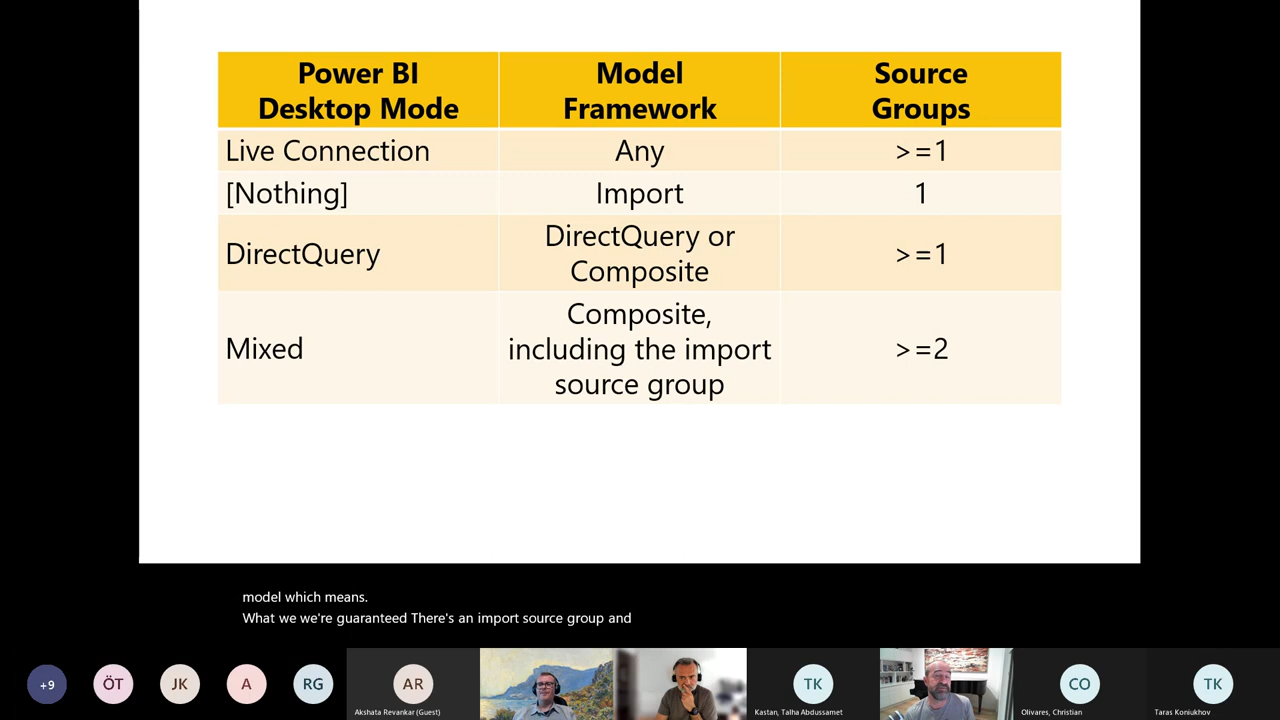 Power BI
Desktop Mode
Model
Framework
Source
Groups
Live Connection
Any
>=1
[Nothing]
Import
1
DirectQuery
DirectQuery or
Composite
>=1
Mixed
Composite,
including the import
source group
>=2
model which means.
What we we're guaranteed There's an import source group and
+9
ÖT
JK
A
RG
AR
Akshata Revankar (Guest)
TK
Kastan, Talha Abdussamet
CO
Olivares, Christian
TK
Taras Koniukhov